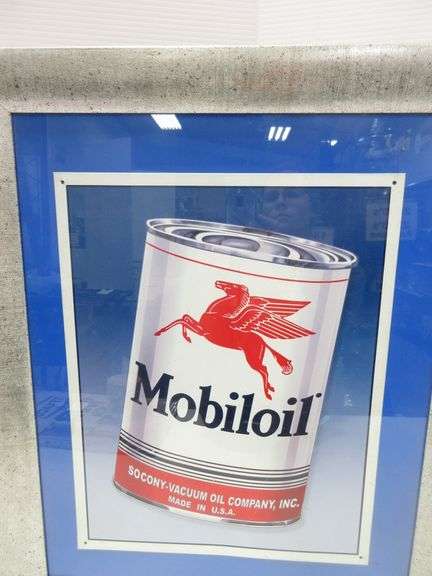 Mobiloil
SOCONY-VACUUM OIL COMPANY, INC.
MADE IN U.S.A.